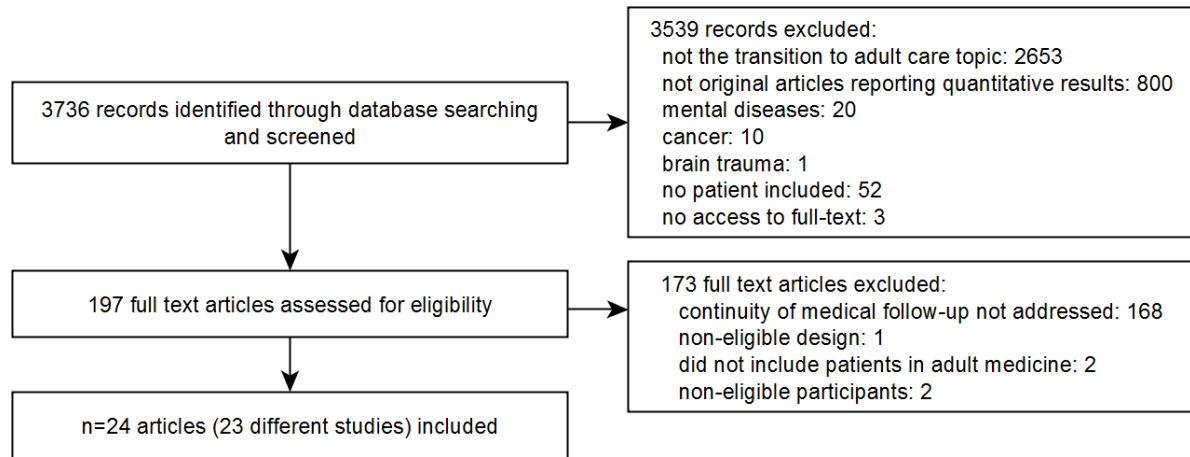 3736 records identified through database searching
and screened
3539 records excluded:
not the transition to adult care topic: 2653
not original articles reporting quantitative results: 800
mental diseases: 20
cancer: 10
brain trauma: 1
no patient included: 52
no access to full-text: 3
197 full text articles assessed for eligibility
173 full text articles excluded:
continuity of medical follow-up not addressed: 168
non-eligible design: 1
did not include patients in adult medicine: 2
non-eligible participants: 2
n=24 articles (23 different studies) included